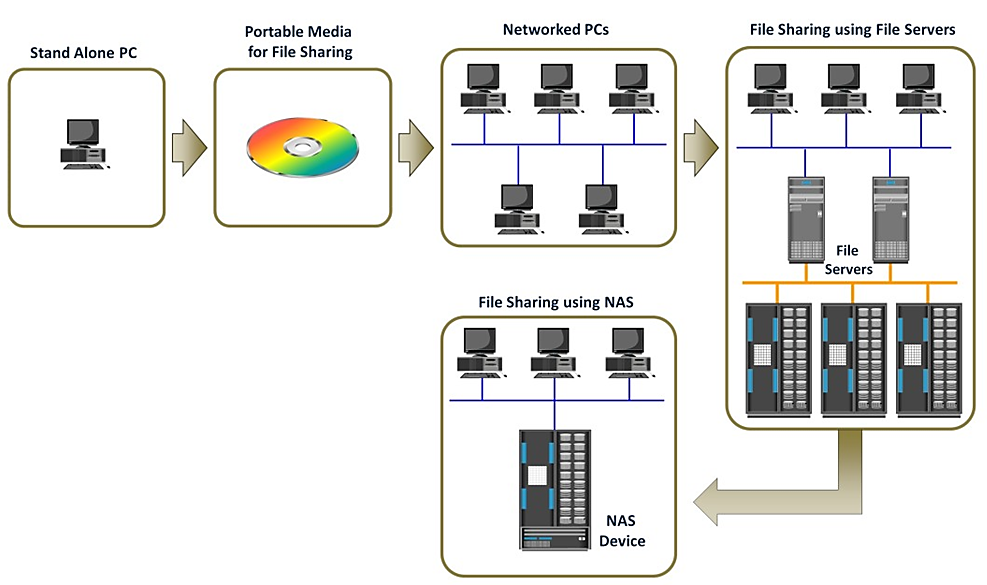 Stand Alone PC
Portable Media
for File Sharing
Networked PCs
File Sharing using File Servers
File
Servers
File Sharing using NAS
NAS
Device